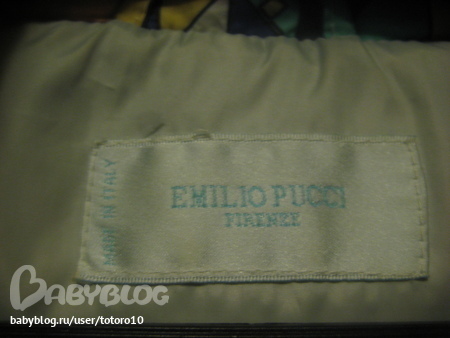 MADE IN ITALY
EMILIO PUCCI
FIRENZE
BABYBLOG
babyblog.ru/user/totoro10